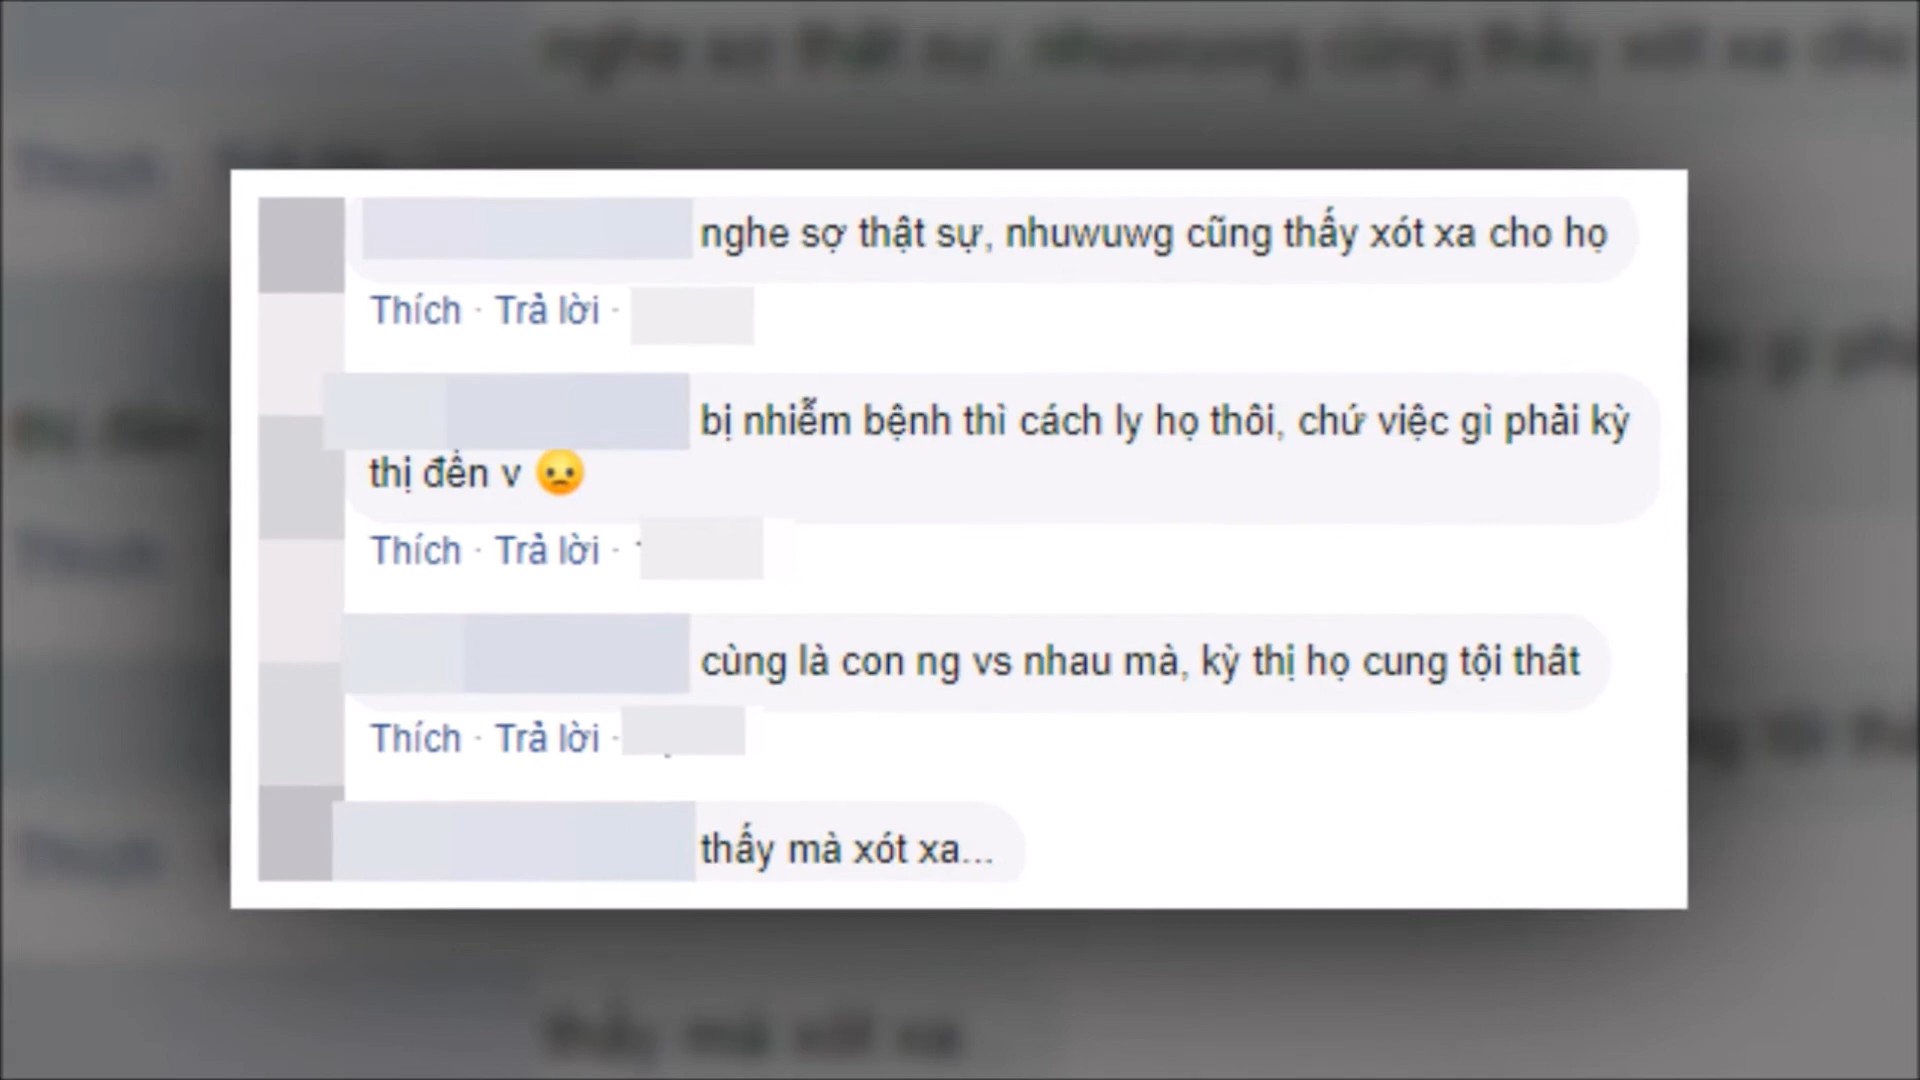 nghe sợ thật sự, nhuwuwg cũng thấy xót xa cho họ
Thích · Trả lời ·
bị nhiễm bệnh thì cách ly họ thôi, chứ việc gì phải kỳ
thị đến v 😞
Thích · Trả lời ·
cùng là con ng vs nhau mà, kỳ thị họ cung tội thât
Thích · Trả lời ·
thấy mà xót xa...